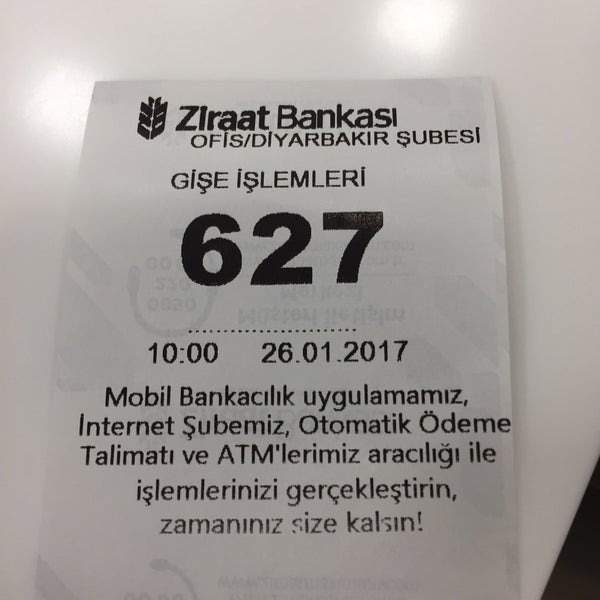 Ziraat Bankası
OFİS/DİYARBAKIR ŞUBESİ
GİŞE İŞLEMLERİ
627
......................................
10:00 26.01.2017
Mobil Bankacılık uygulamamız,
İnternet Şubemiz, Otomatik Ödeme
Talimatı ve ATM'lerimiz aracılığı ile
işlemlerinizi gerçekleştirin,
zamanınız size kalsın!